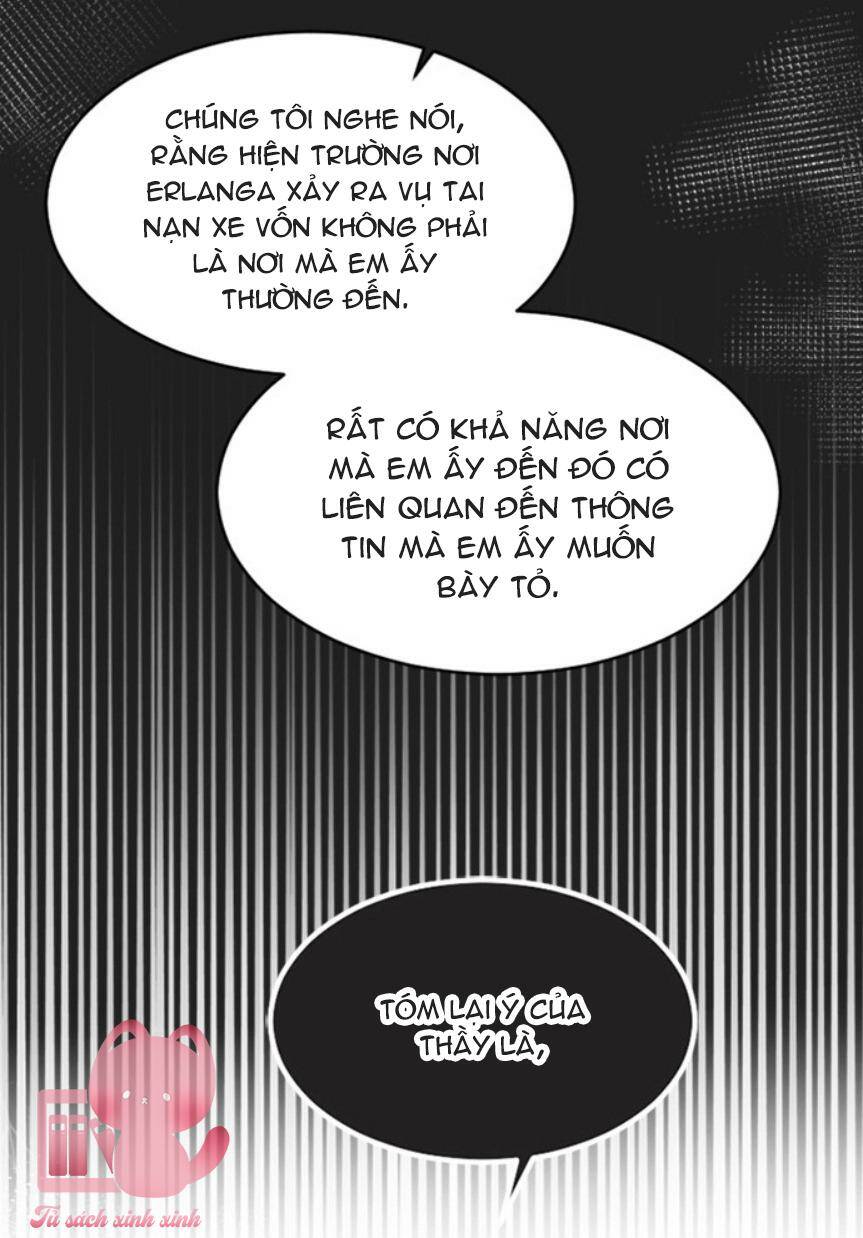 CHÚNG TÔI NGHE NÓI,
RẰNG HIỆN TRƯỜNG NƠI
ERLANGA XẢY RA VỤ TAI
NẠN XE VỐN KHÔNG PHẢI
LÀ NƠI MÀ EM ẤY
THƯỜNG ĐẾN.
RẤT CÓ KHẢ NĂNG NƠI
MÀ EM ẤY ĐẾN ĐÓ CÓ
LIÊN QUAN ĐẾN THÔNG
TIN MÀ EM ẤY MUỐN
BÀY TỎ.
TÓM LẠI Ý CỦA
THẦY LÀ,
Tủ sách xinh xinh